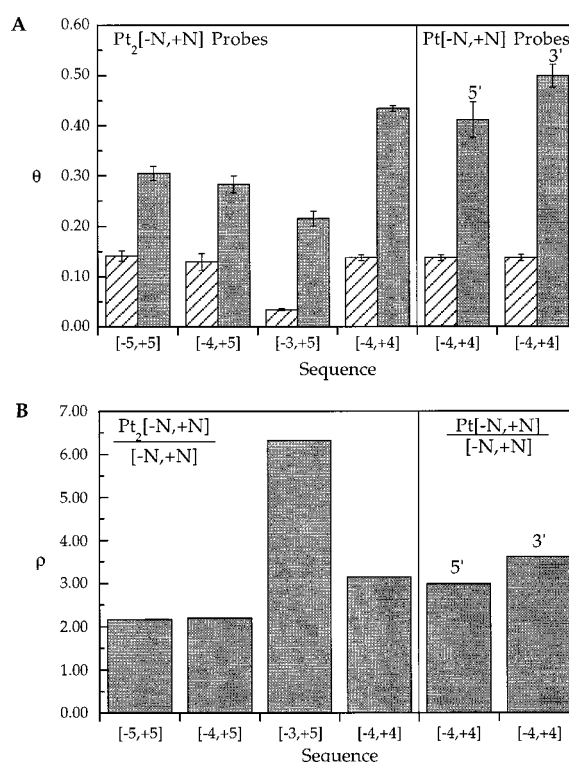 A
Pt₂[-N,+N] Probes
Pt[-N,+N] Probes
0.60
0.50
0.40
0.30
0.20
0.10
0.00
θ
5'
3'
[-5,+5] [-4,+5] [-3,+5] [-4,+4] [-4,+4] [-4,+4]
Sequence
B
Pt₂[-N,+N]
[-N,+N]
Pt[-N,+N]
[-N,+N]
7.00
6.00
5.00
4.00
3.00
2.00
1.00
0.00
ρ
5'
3'
[-5,+5] [-4,+5] [-3,+5] [-4,+4] [-4,+4] [-4,+4]
Sequence